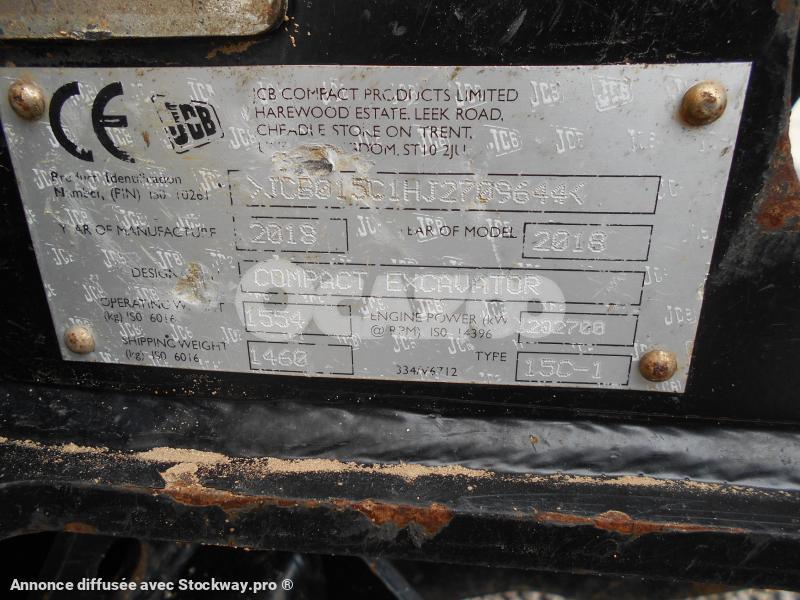 CE JCB
JCB COMPACT PRODUCTS LIMITED
HAREWOOD ESTATE, LEEK ROAD,
CHEADLE STOKE ON TRENT,
ST10 2JU
Product Identification
Number, (PIN) ISO 10261
>JCB015C1HJ2709644<
YEAR OF MANUFACTURE 2018 YEAR OF MODEL 2018
COMPACT EXCAVATOR
OPERATING WEIGHT
(kg) ISO 6016 1554 ENGINE POWER (kW
@ RPM) ISO 14396
SHIPPING WEIGHT
(kg) ISO 6016 1460 334/V6712 TYPE 15C-1
OCAZOO
Annonce diffusée avec Stockway.pro ®